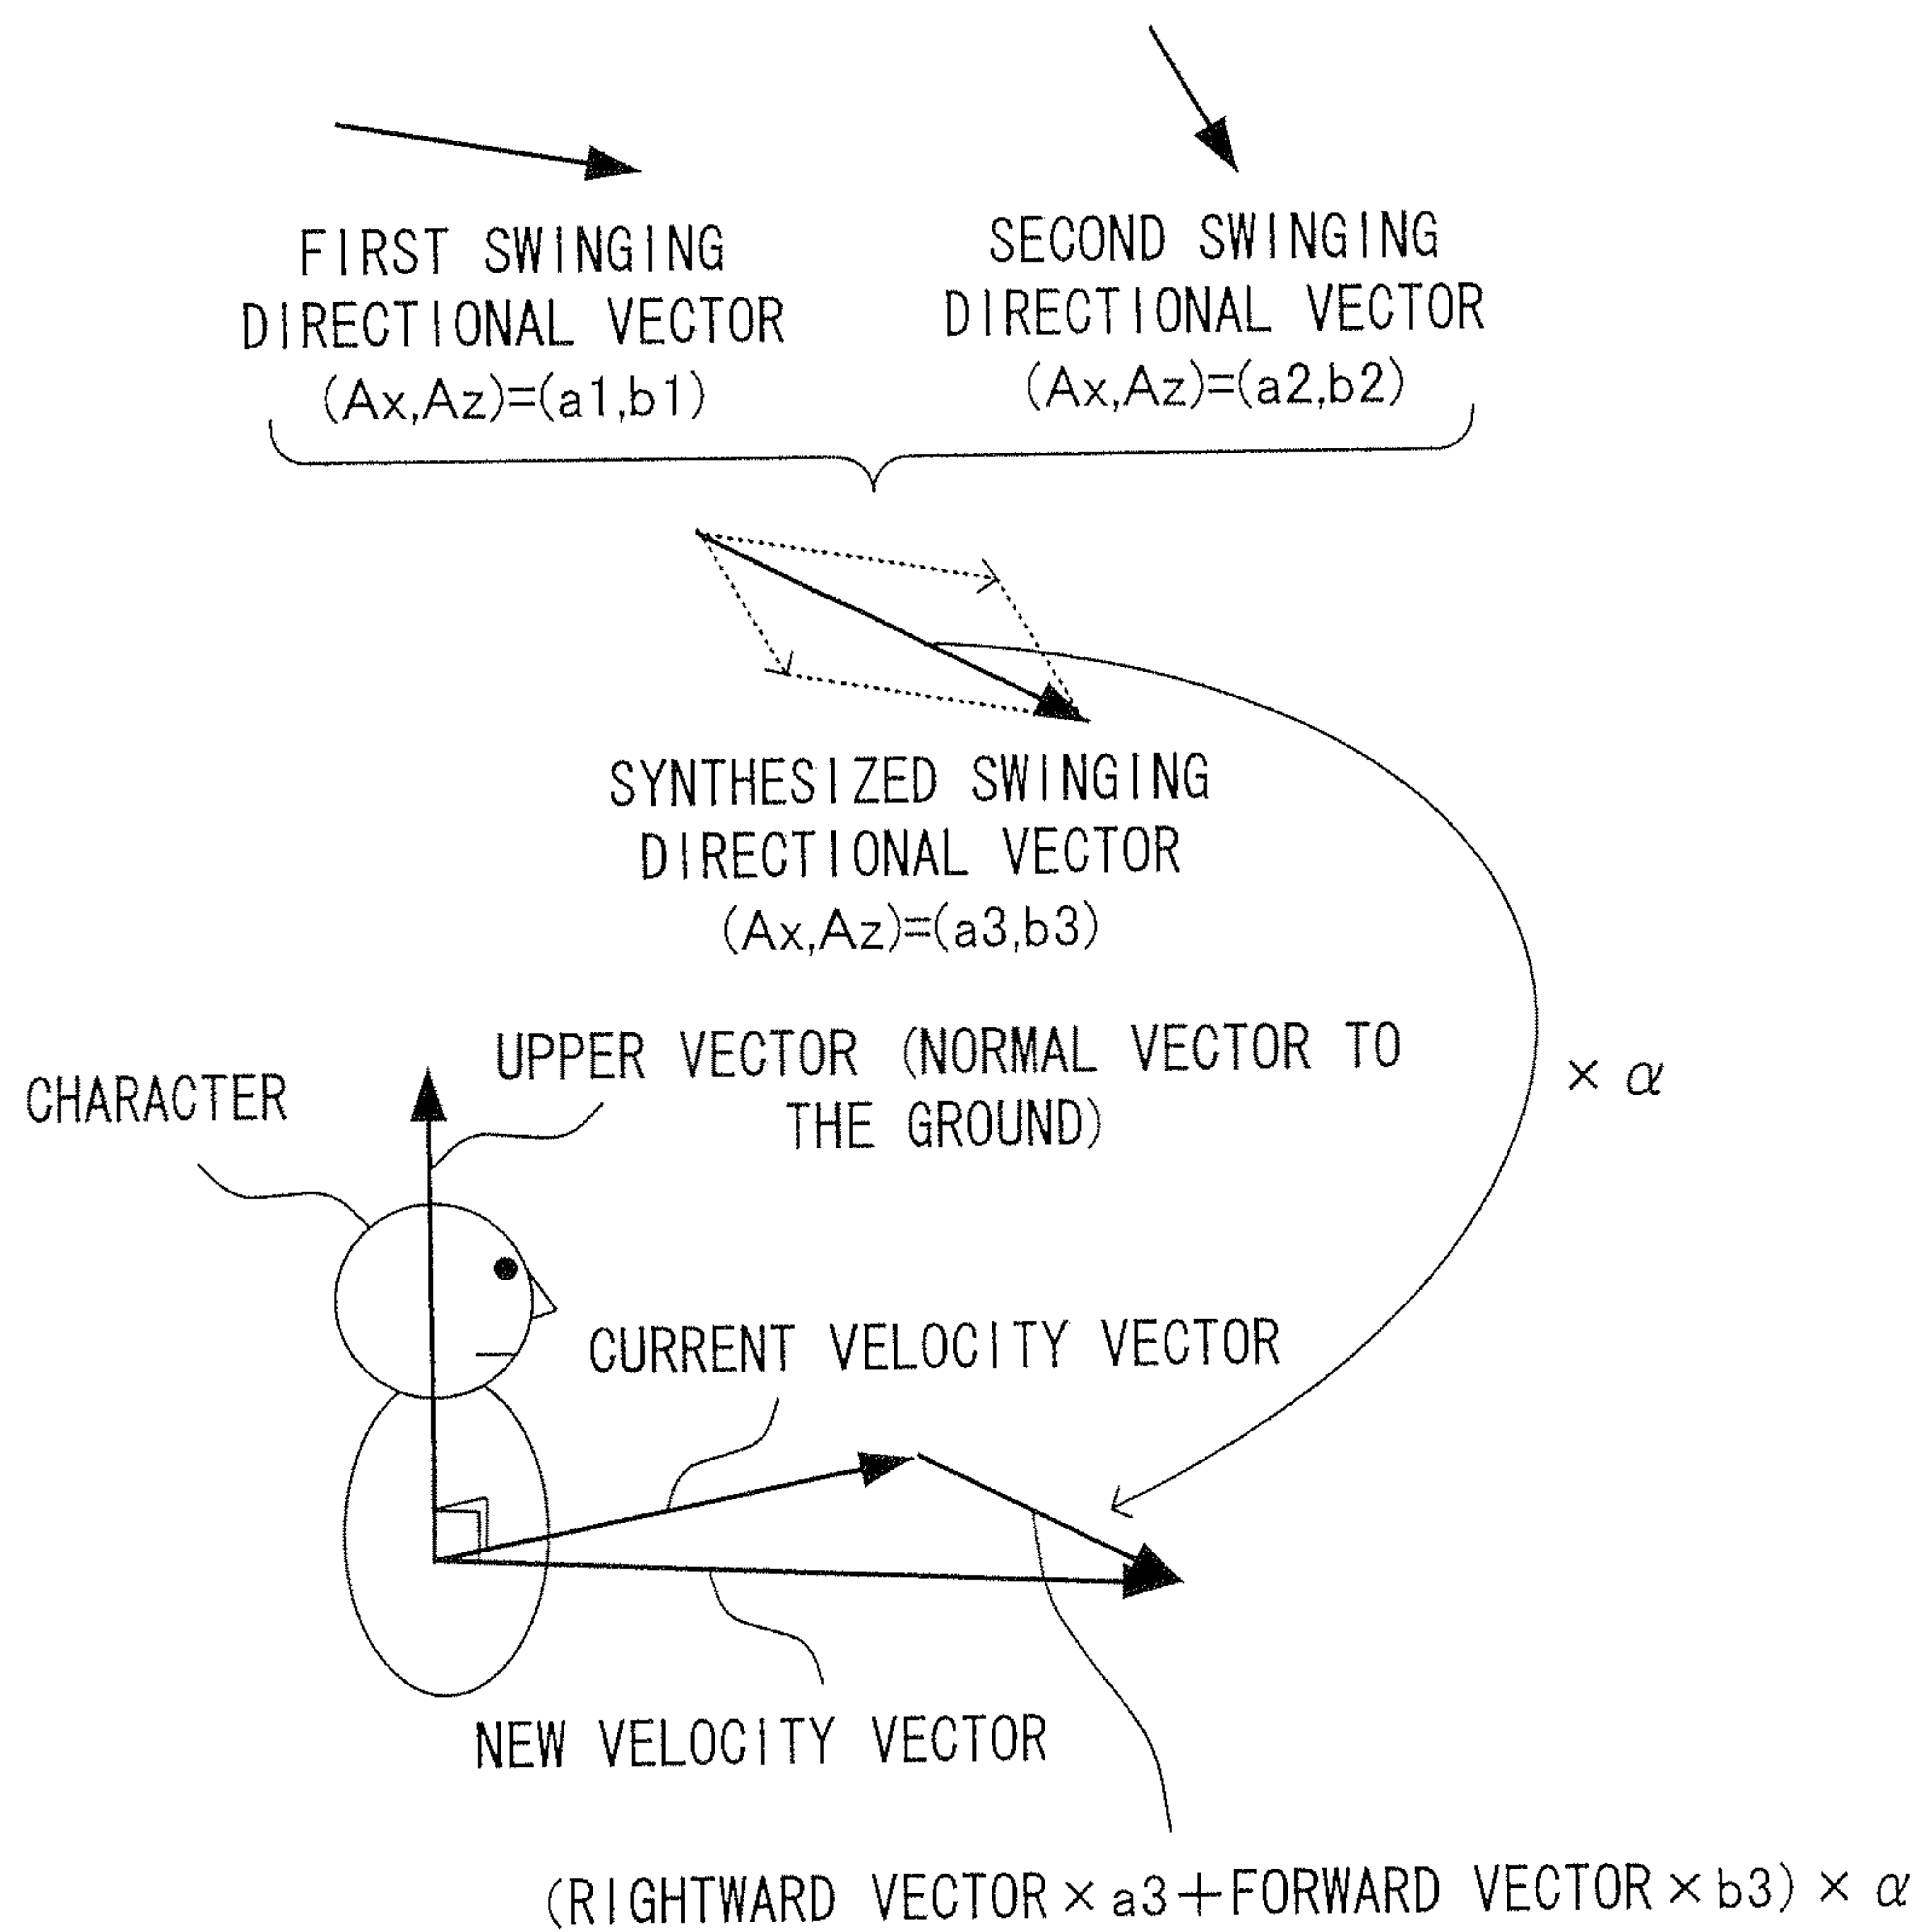 FIRST SWINGING
DIRECTIONAL VECTOR
(Ax,Az)=(a1,b1)
SECOND SWINGING
DIRECTIONAL VECTOR
(Ax,Az)=(a2,b2)
SYNTHESIZED SWINGING
DIRECTIONAL VECTOR
(Ax,Az)=(a3,b3)
× α
UPPER VECTOR (NORMAL VECTOR TO
THE GROUND)
CHARACTER
CURRENT VELOCITY VECTOR
NEW VELOCITY VECTOR
(RIGHTWARD VECTOR×a3+FORWARD VECTOR×b3)×α